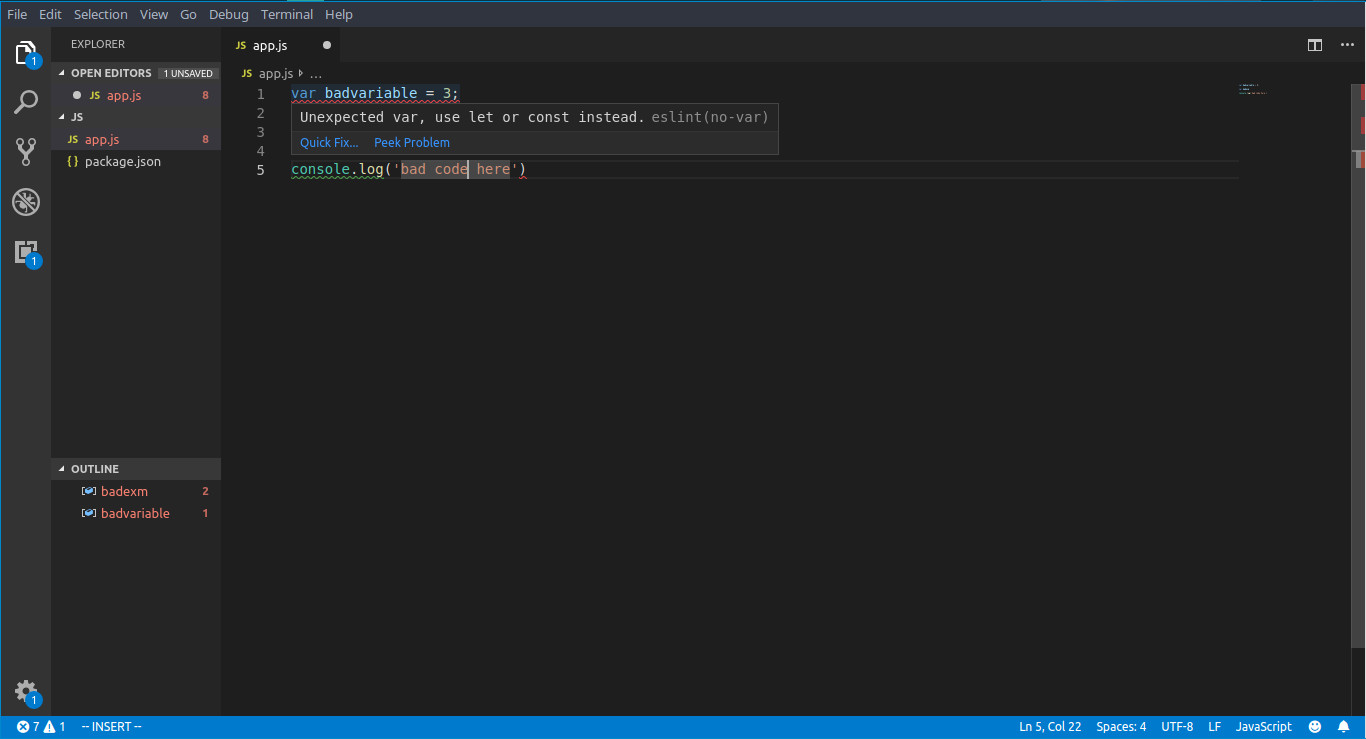 File Edit Selection View Go Debug Terminal Help
EXPLORER
OPEN EDITORS 1 UNSAVED
JS app.js 8
JS
JS app.js 8
{} package.json
OUTLINE
badexm 2
badvariable 1
JS app.js
JS app.js ...
1 var badvariable = 3;
2
3
4
Unexpected var, use let or const instead. eslint(no-var)
Quick Fix... Peek Problem
5 console.log('bad code here')
1
1
1
7 1 -- INSERT --
Ln 5, Col 22 Spaces: 4 UTF-8 LF JavaScript